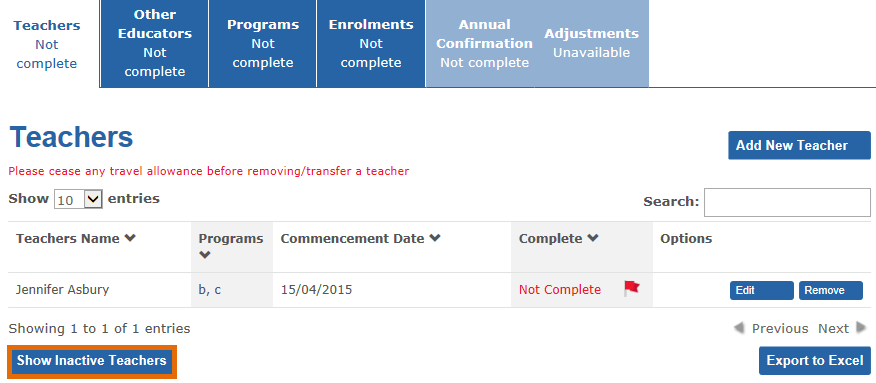 Teachers
Not
complete
Other
Educators
Not
complete
Programs
Not
complete
Enrolments
Not
complete
Annual
Confirmation
Not complete
Adjustments
Unavailable
Teachers
Add New Teacher
Please cease any travel allowance before removing/transfer a teacher
Show 10 entries
Search:
Teachers Name Programs Commencement Date Complete Options
Jennifer Asbury b, c 15/04/2015 Not Complete Edit Remove
Showing 1 to 1 of 1 entries Previous Next
Show Inactive Teachers Export to Excel